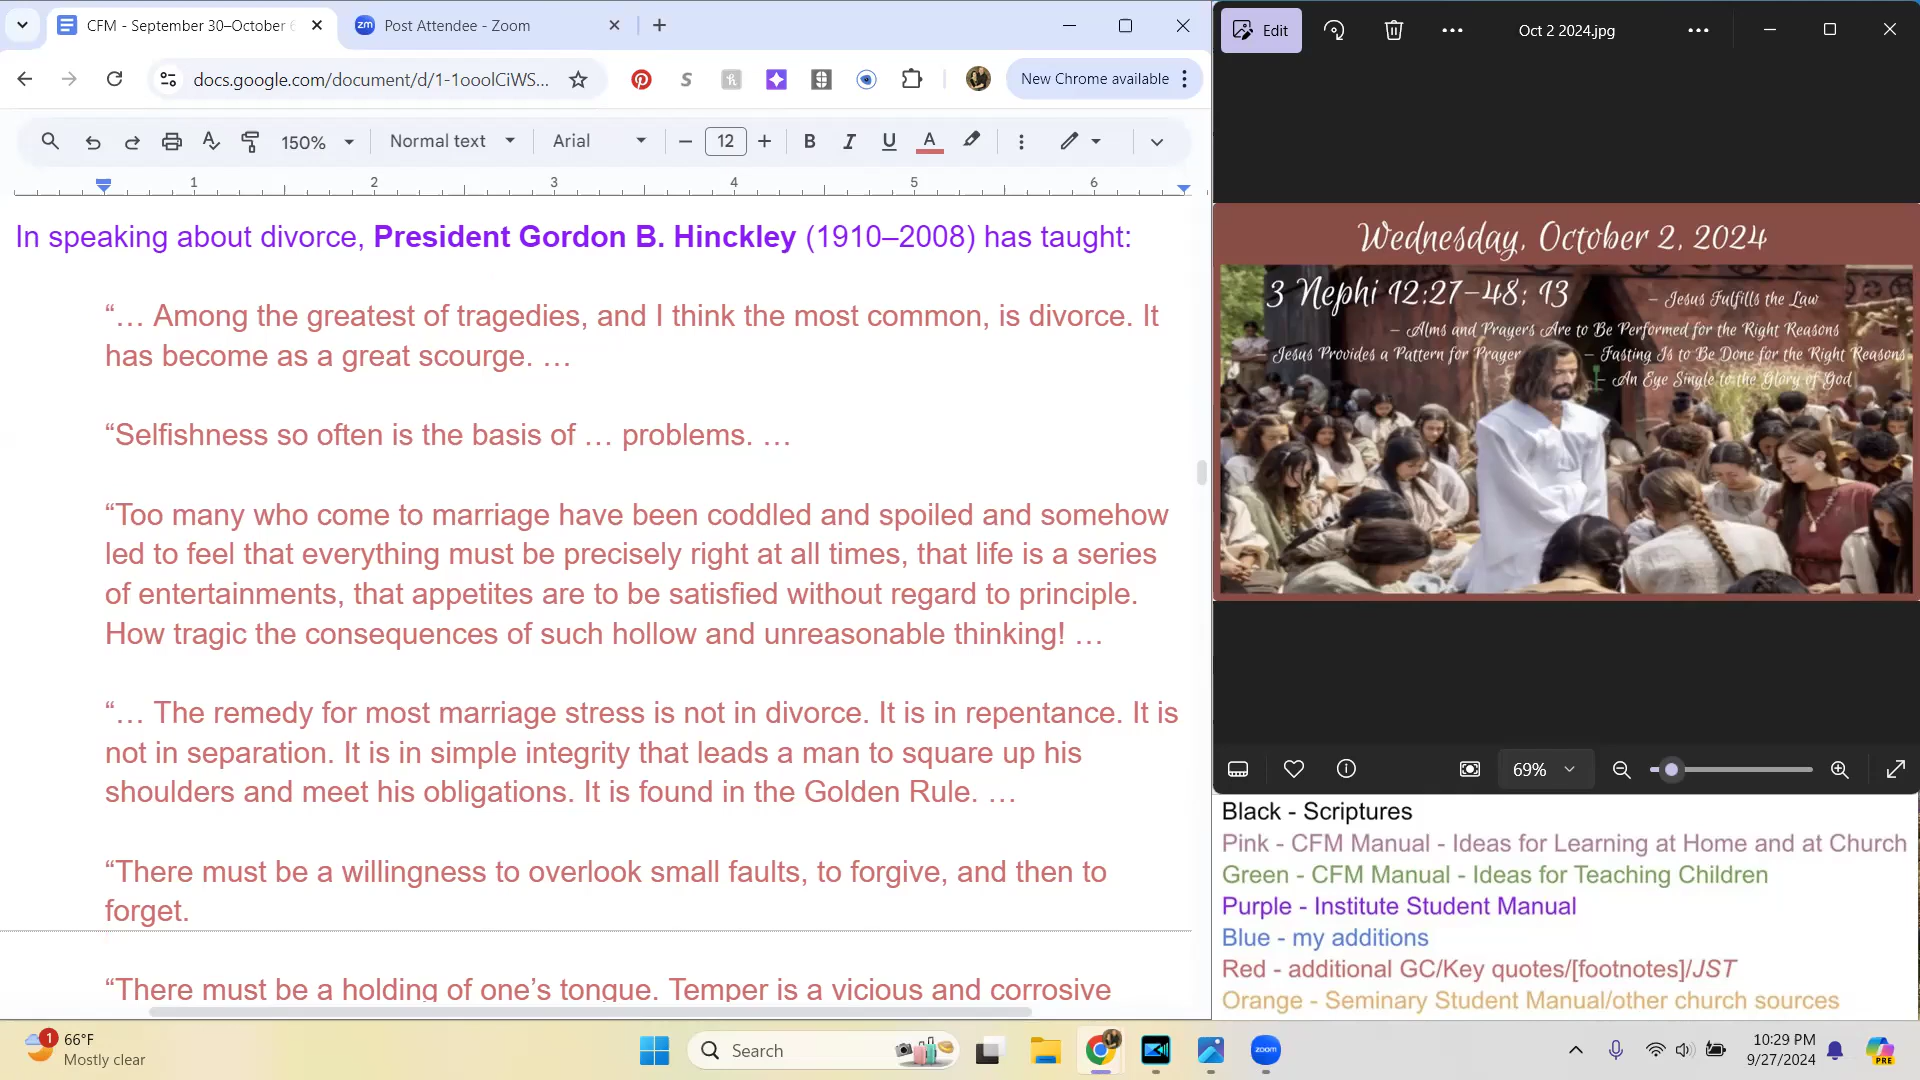 CFM - September 30–October 6
Post Attendee - Zoom
docs.google.com/document/d/1-1ooolCiWS...
New Chrome available
150%
Normal text
Arial
12
B I U A
1 2 3 4 5 6
In speaking about divorce, President Gordon B. Hinckley (1910–2008) has taught:
“… Among the greatest of tragedies, and I think the most common, is divorce. It
has become as a great scourge. …
“Selfishness so often is the basis of … problems. …
“Too many who come to marriage have been coddled and spoiled and somehow
led to feel that everything must be precisely right at all times, that life is a series
of entertainments, that appetites are to be satisfied without regard to principle.
How tragic the consequences of such hollow and unreasonable thinking! …
“… The remedy for most marriage stress is not in divorce. It is in repentance. It is
not in separation. It is in simple integrity that leads a man to square up his
shoulders and meet his obligations. It is found in the Golden Rule. …
“There must be a willingness to overlook small faults, to forgive, and then to
forget.
“There must be a holding of one’s tongue. Temper is a vicious and corrosive
Edit
Oct 2 2024.jpg
Wednesday, October 2, 2024
3 Nephi 12:27–48; 13
– Jesus Fulfills the Law
– Alms and Prayers Are to Be Performed for the Right Reasons
– Jesus Provides a Pattern for Prayer
– Fasting Is to Be Done for the Right Reasons
– An Eye Single to the Glory of God
69%
Black - Scriptures
Pink - CFM Manual - Ideas for Learning at Home and at Church
Green - CFM Manual - Ideas for Teaching Children
Purple - Institute Student Manual
Blue - my additions
Red - additional GC/Key quotes/[footnotes]/JST
Orange - Seminary Student Manual/other church sources
1
66°F
Mostly clear
Search
zoom
10:29 PM
9/27/2024
PRE